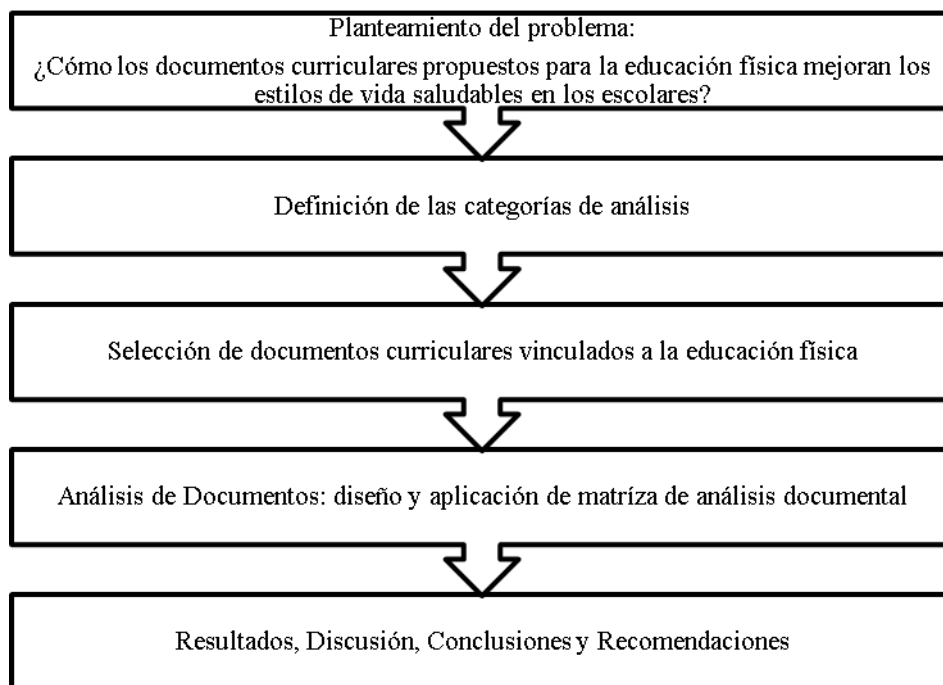 Planteamiento del problema:
¿Cómo los documentos curriculares propuestos para la educación física mejoran los
estilos de vida saludables en los escolares?
Definición de las categorías de análisis
Selección de documentos curriculares vinculados a la educación física
Análisis de Documentos: diseño y aplicación de matríza de análisis documental
Resultados, Discusión, Conclusiones y Recomendaciones